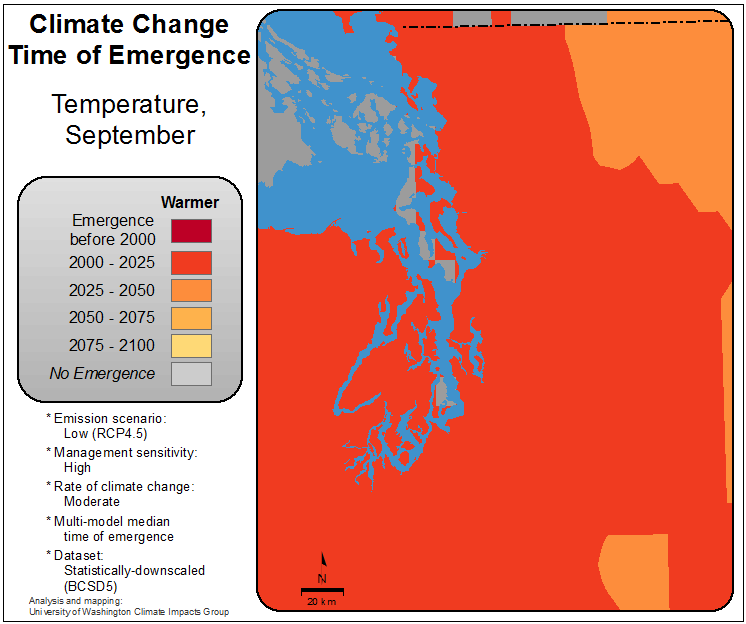 Climate Change
Time of Emergence
Temperature,
September
Warmer
Emergence
before 2000
2000 - 2025
2025 - 2050
2050 - 2075
2075 - 2100
No Emergence
* Emission scenario:
Low (RCP4.5)
* Management sensitivity:
High
* Rate of climate change:
Moderate
* Multi-model median
time of emergence
* Dataset:
Statistically-downscaled
(BCSD5)
Analysis and mapping:
University of Washington Climate Impacts Group
N
20 km